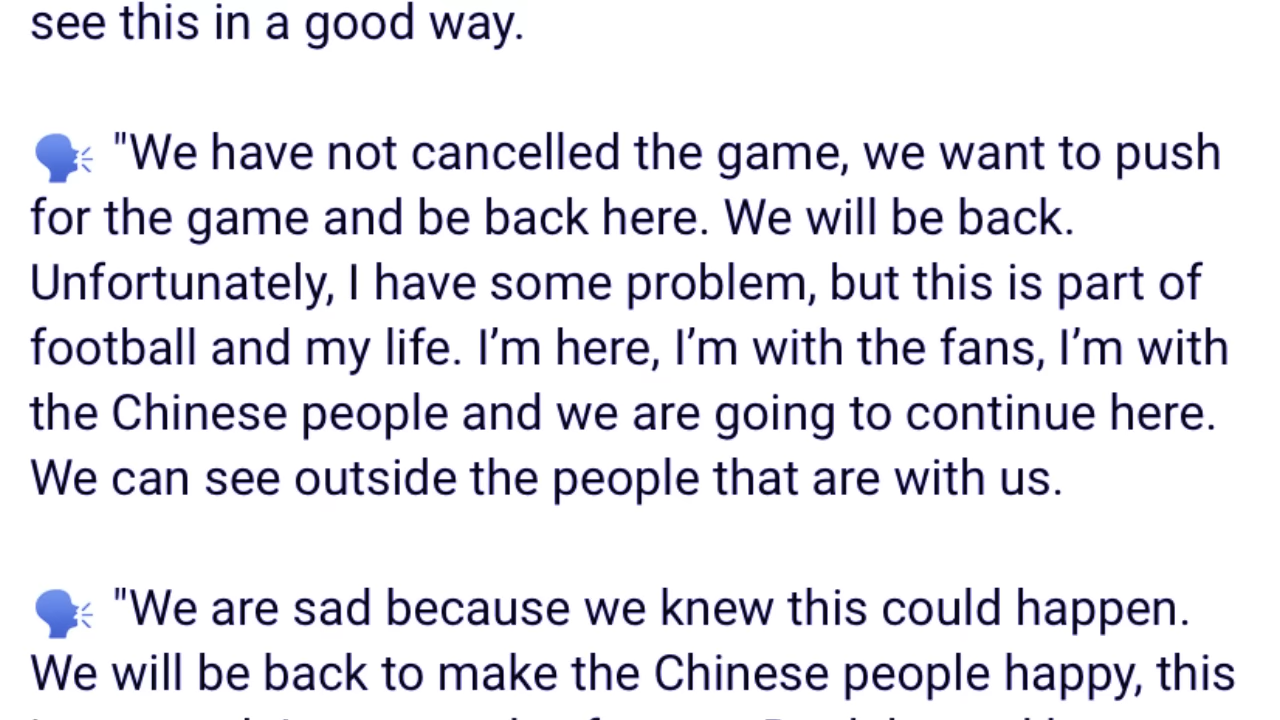 see this in a good way.
"We have not cancelled the game, we want to push
for the game and be back here. We will be back.
Unfortunately, I have some problem, but this is part of
football and my life. I’m here, I’m with the fans, I’m with
the Chinese people and we are going to continue here.
We can see outside the people that are with us.
"We are sad because we knew this could happen.
We will be back to make the Chinese people happy, this